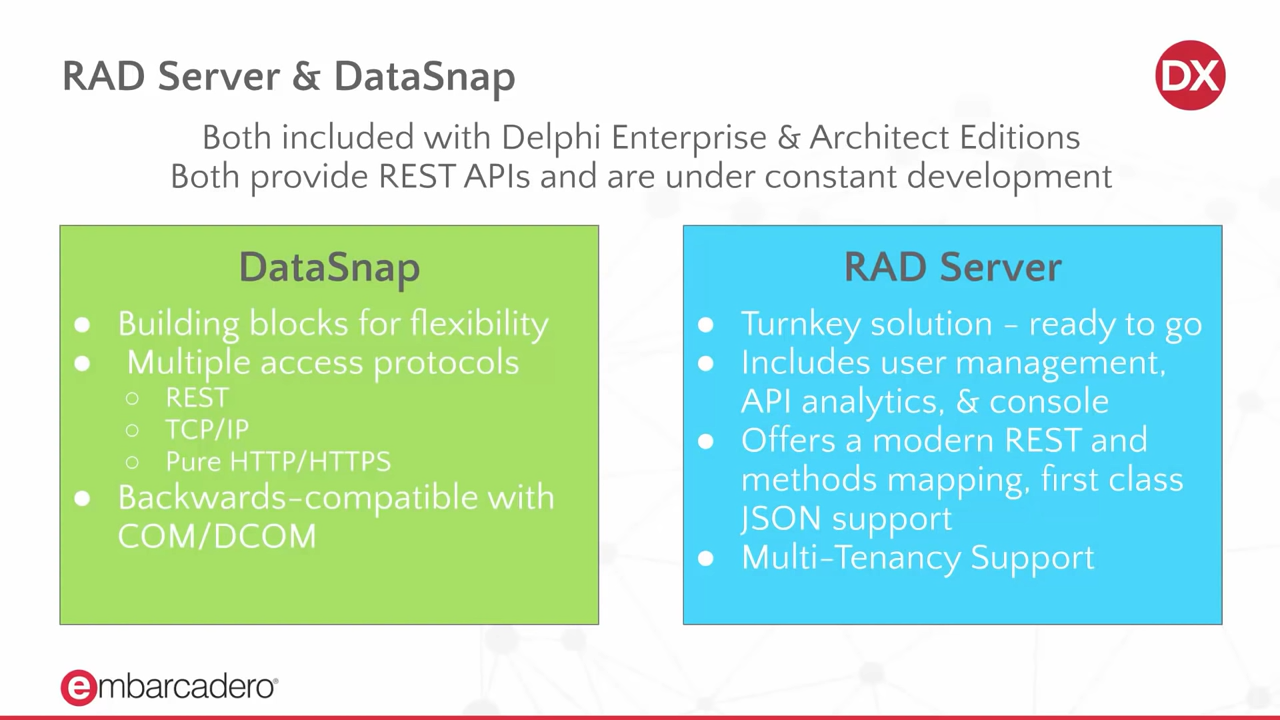 RAD Server & DataSnap
DX
Both included with Delphi Enterprise & Architect Editions
Both provide REST APIs and are under constant development
DataSnap
● Building blocks for flexibility
● Multiple access protocols
○ REST
○ TCP/IP
○ Pure HTTP/HTTPS
● Backwards-compatible with
COM/DCOM
RAD Server
● Turnkey solution – ready to go
● Includes user management,
API analytics, & console
● Offers a modern REST and
methods mapping, first class
JSON support
● Multi-Tenancy Support
embarcadero®